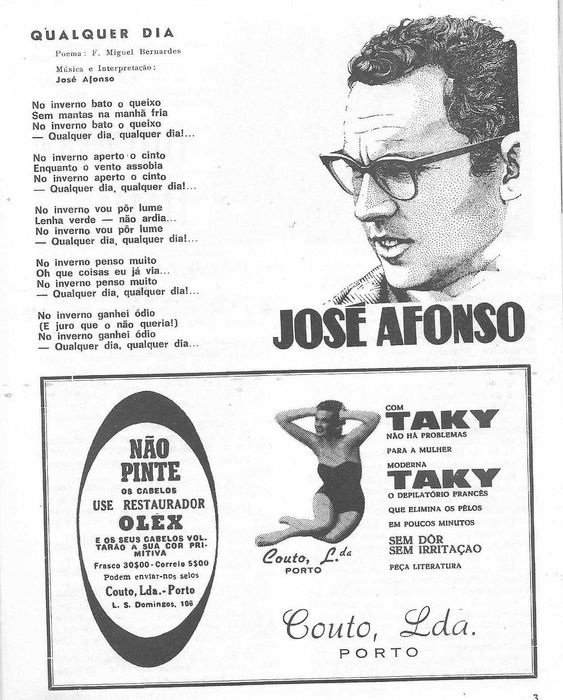 QUALQUER DIA
Poema: F. Miguel Bernardes
Música e Interpretação:
José Afonso
No inverno bato o queixo
Sem mantas na manhã fria
No inverno bato o queixo
— Qualquer dia, qualquer dia!...
No inverno aperto o cinto
Enquanto o vento assobia
No inverno aperto o cinto
— Qualquer dia, qualquer dia!...
No inverno vou pôr lume
Lenha verde — não ardia...
No inverno vou pôr lume
— Qualquer dia, qualquer dia!...
No inverno penso muito
Oh que coisas eu já via...
No inverno penso muito
— Qualquer dia, qualquer dia!...
No inverno ganhei ódio
(E juro que o não queria!)
No inverno ganhei ódio
— Qualquer dia, qualquer dia!...
JOSÉ AFONSO
NÃO
PINTE
OS CABELOS
USE RESTAURADOR
OLÉX
E OS SEUS CABELOS VOL-
TARÃO A SUA COR PRI-
MITIVA
Frasco 30$00 - Correio 5$00
Podem enviar-nos selos
Couto, Lda. - Porto
L. S. Domingos, 106
Couto, L.da
PORTO
COM
TAKY
NÃO HÁ PROBLEMAS
PARA A MULHER
MODERNA
TAKY
O DEPILATÓRIO FRANCÊS
QUE ELIMINA OS PÊLOS
EM POUCOS MINUTOS
SEM DÔR
SEM IRRITAÇAO
PEÇA LITERATURA
Couto, Lda.
PORTO
3